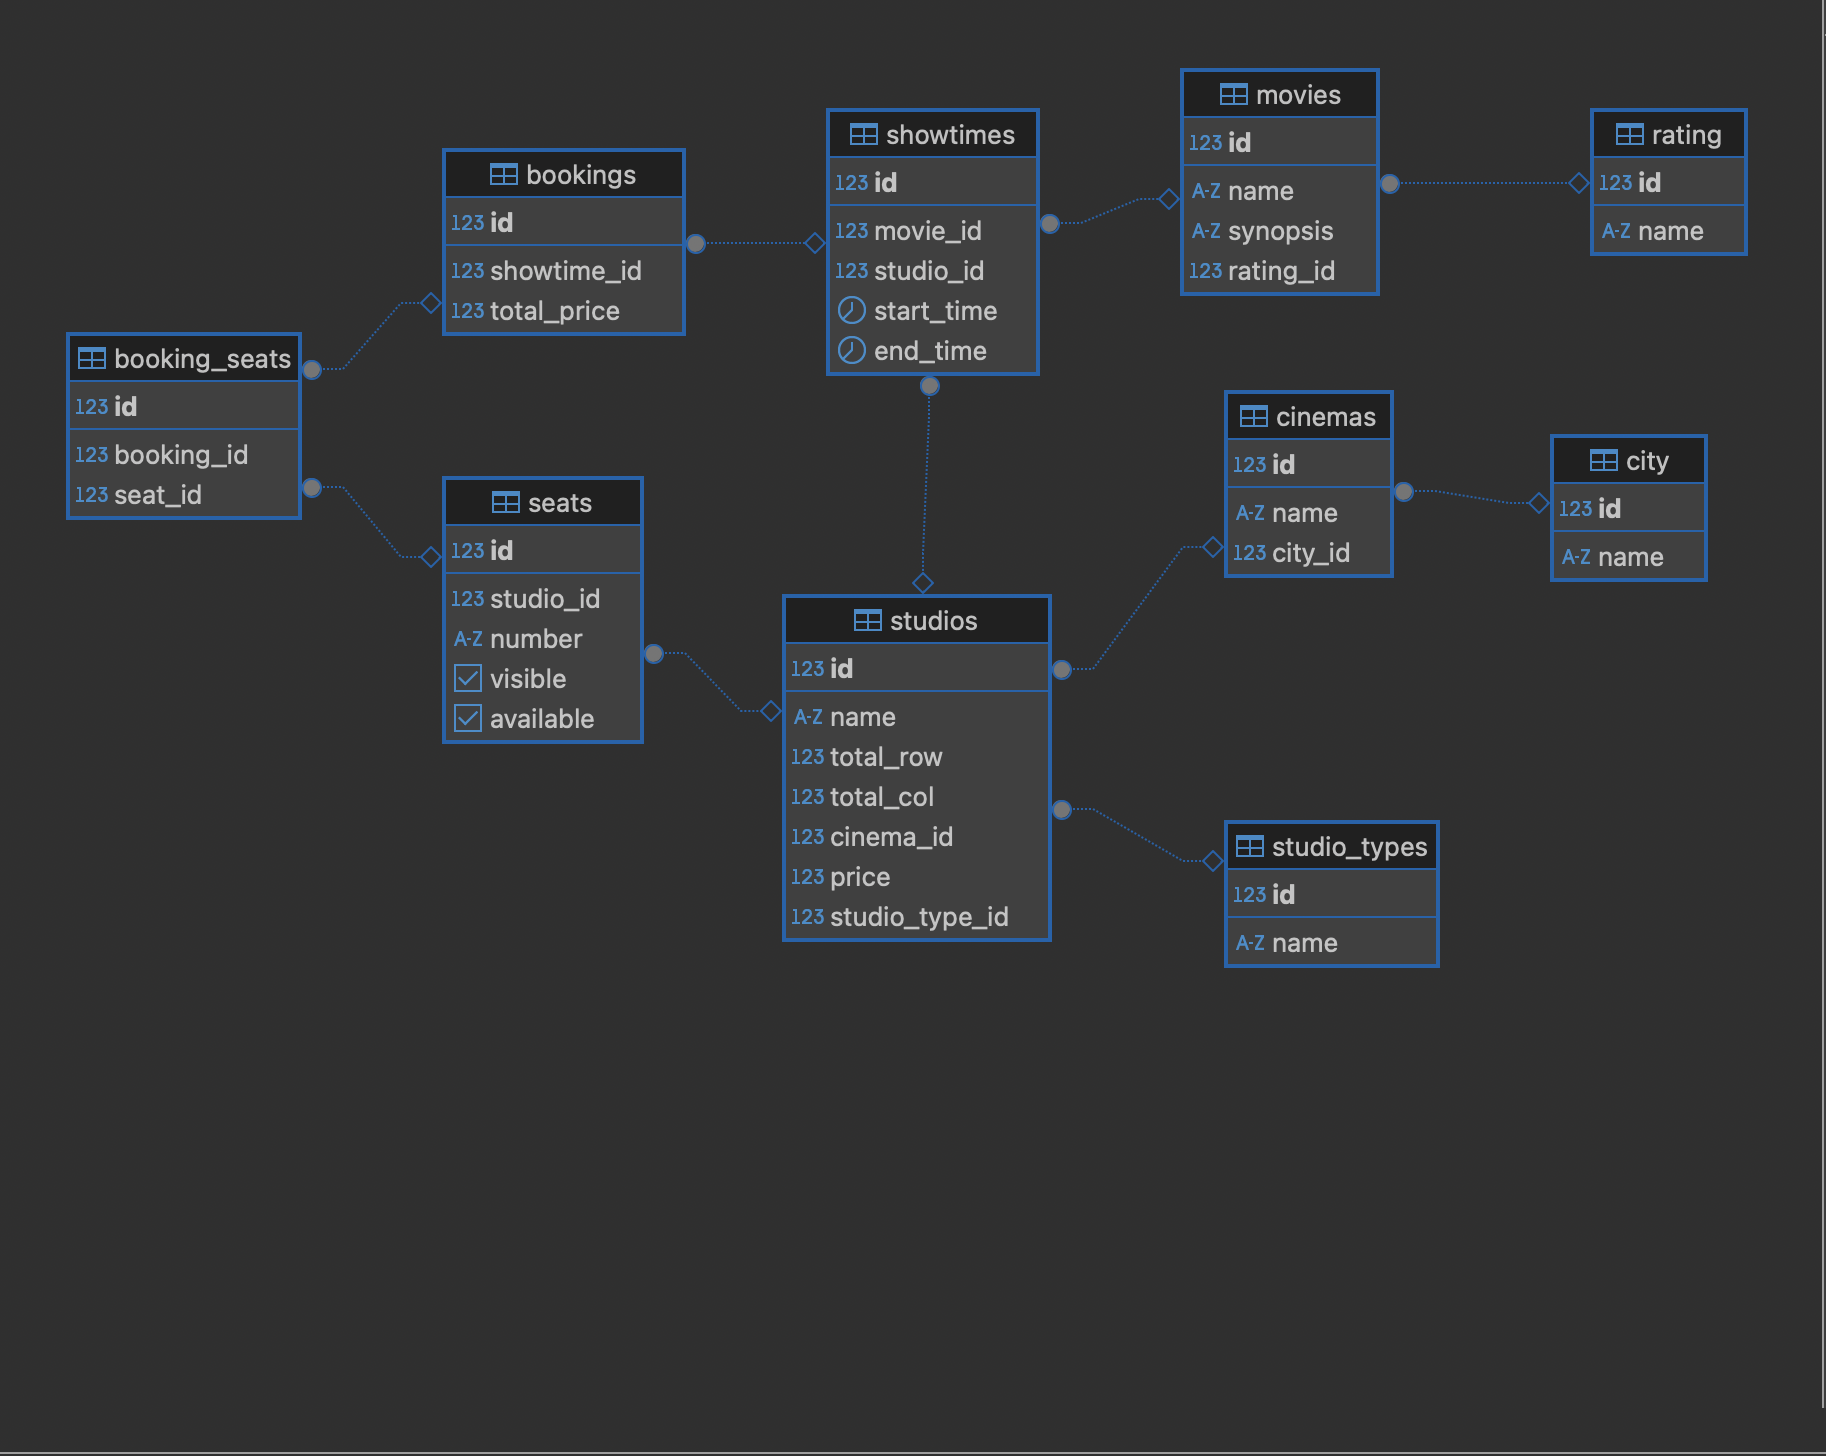 booking_seats
123 id
123 booking_id
123 seat_id
bookings
123 id
123 showtime_id
123 total_price
seats
123 id
123 studio_id
A-Z number
visible
available
showtimes
123 id
123 movie_id
123 studio_id
start_time
end_time
studios
123 id
A-Z name
123 total_row
123 total_col
123 cinema_id
123 price
123 studio_type_id
movies
123 id
A-Z name
A-Z synopsis
123 rating_id
rating
123 id
A-Z name
cinemas
123 id
A-Z name
123 city_id
city
123 id
A-Z name
studio_types
123 id
A-Z name